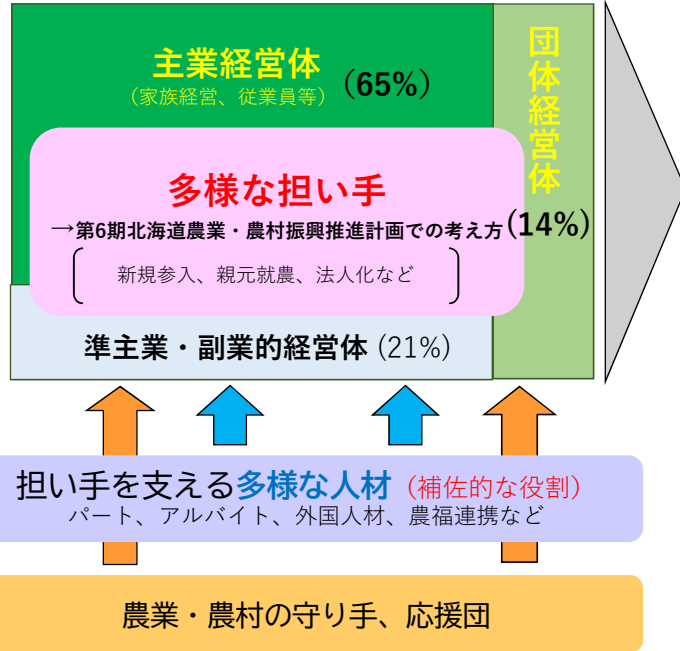 主業経営体 (65%)
(家族経営、従業員等)
団体経営体
(14%)
多様な担い手
→第6期北海道農業・農村振興推進計画での考え方
新規参入、親元就農、法人化など
準主業・副業的経営体 (21%)
担い手を支える多様な人材(補佐的な役割)
パート、アルバイト、外国人材、農福連携など
農業・農村の守り手、応援団